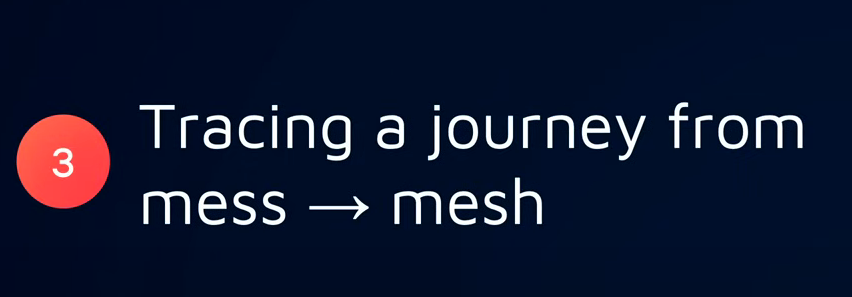 3
Tracing a journey from
mess → mesh